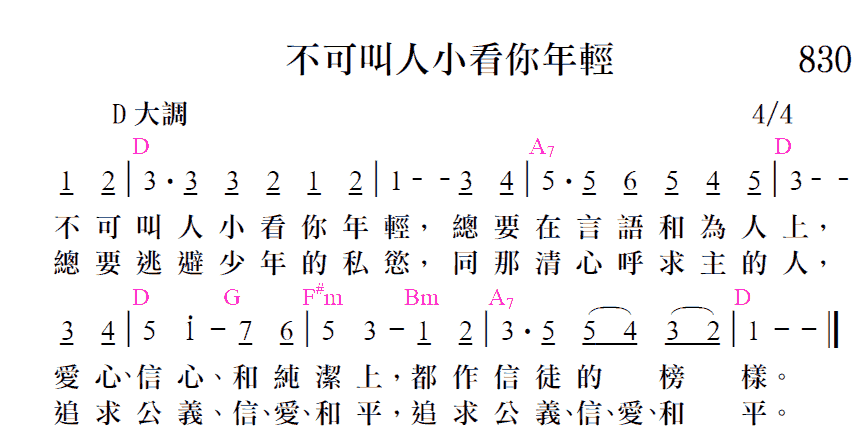 不可叫人小看你年輕 830
D 大調 4/4
D A7 D
1 2 | 3 · 3 3 2 1 2 | 1 - - 3 4 | 5 · 5 6 5 4 5 | 3 - -
不可叫人小看你年輕，總要在言語和為人上，
總要逃避少年的私慾，同那清心呼求主的人，
D G F#m Bm A7 D
3 4 | 5 i - 7 6 | 5 3 - 1 2 | 3 · 5 5 4 3 2 | 1 - - ‖
愛心、信心、和純潔上，都作信徒的榜樣。
追求公義、信、愛、和平，追求公義、信、愛、和平。